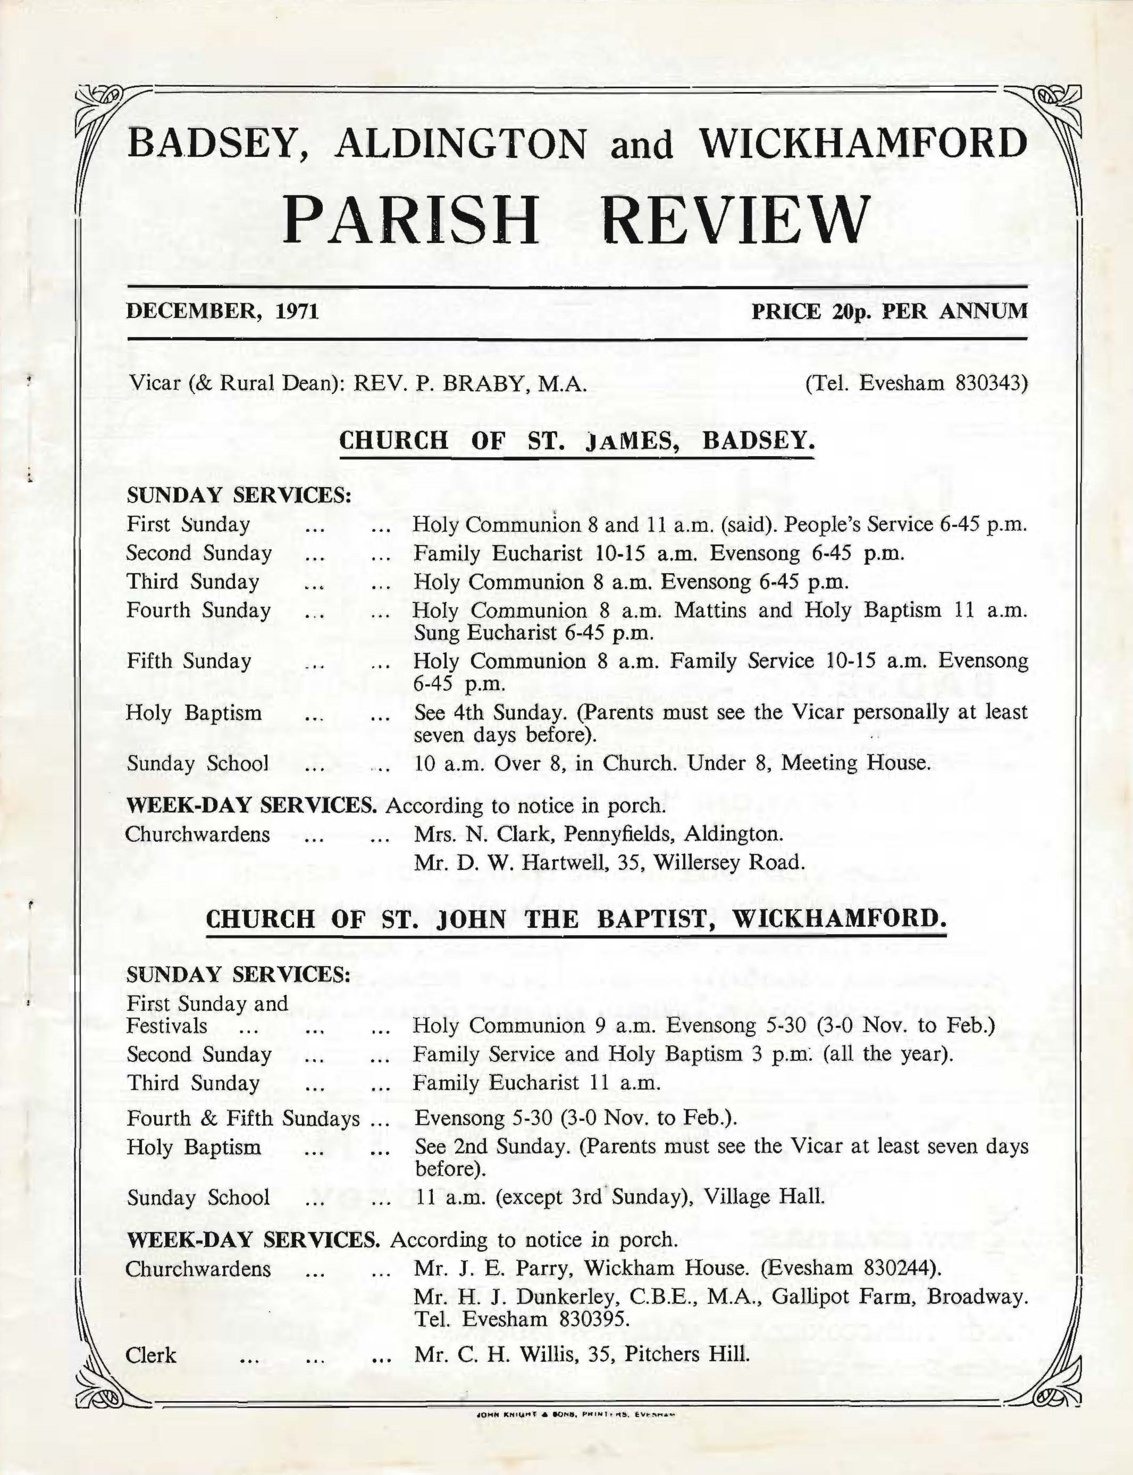 BADSEY, ALDINGTON and WICKHAMFORD
PARISH REVIEW
DECEMBER, 1971 PRICE 20p. PER ANNUM
Vicar (& Rural Dean): REV. P. BRABY, M.A. (Tel. Evesham 830343)
CHURCH OF ST. JAMES, BADSEY.
SUNDAY SERVICES:
First Sunday ... ... Holy Communion 8 and 11 a.m. (said). People's Service 6-45 p.m.
Second Sunday ... ... Family Eucharist 10-15 a.m. Evensong 6-45 p.m.
Third Sunday ... ... Holy Communion 8 a.m. Evensong 6-45 p.m.
Fourth Sunday ... ... Holy Communion 8 a.m. Mattins and Holy Baptism 11 a.m.
Sung Eucharist 6-45 p.m.
Fifth Sunday ... ... Holy Communion 8 a.m. Family Service 10-15 a.m. Evensong
6-45 p.m.
Holy Baptism ... ... See 4th Sunday. (Parents must see the Vicar personally at least
seven days before).
Sunday School ... ... 10 a.m. Over 8, in Church. Under 8, Meeting House.
WEEK-DAY SERVICES. According to notice in porch.
Churchwardens ... ... Mrs. N. Clark, Pennyfields, Aldington.
Mr. D. W. Hartwell, 35, Willersey Road.
CHURCH OF ST. JOHN THE BAPTIST, WICKHAMFORD.
SUNDAY SERVICES:
First Sunday and
Festivals ... ... ... Holy Communion 9 a.m. Evensong 5-30 (3-0 Nov. to Feb.)
Second Sunday ... ... Family Service and Holy Baptism 3 p.m. (all the year).
Third Sunday ... ... Family Eucharist 11 a.m.
Fourth & Fifth Sundays ... Evensong 5-30 (3-0 Nov. to Feb.).
Holy Baptism ... ... See 2nd Sunday. (Parents must see the Vicar at least seven days
before).
Sunday School ... ... 11 a.m. (except 3rd Sunday), Village Hall.
WEEK-DAY SERVICES. According to notice in porch.
Churchwardens ... ... Mr. J. E. Parry, Wickham House. (Evesham 830244).
Mr. H. J. Dunkerley, C.B.E., M.A., Gallipot Farm, Broadway.
Tel. Evesham 830395.
Clerk ... ... ... Mr. C. H. Willis, 35, Pitchers Hill.
JOHN KNIGHT & SONS, PRINTERS, EVESHAM